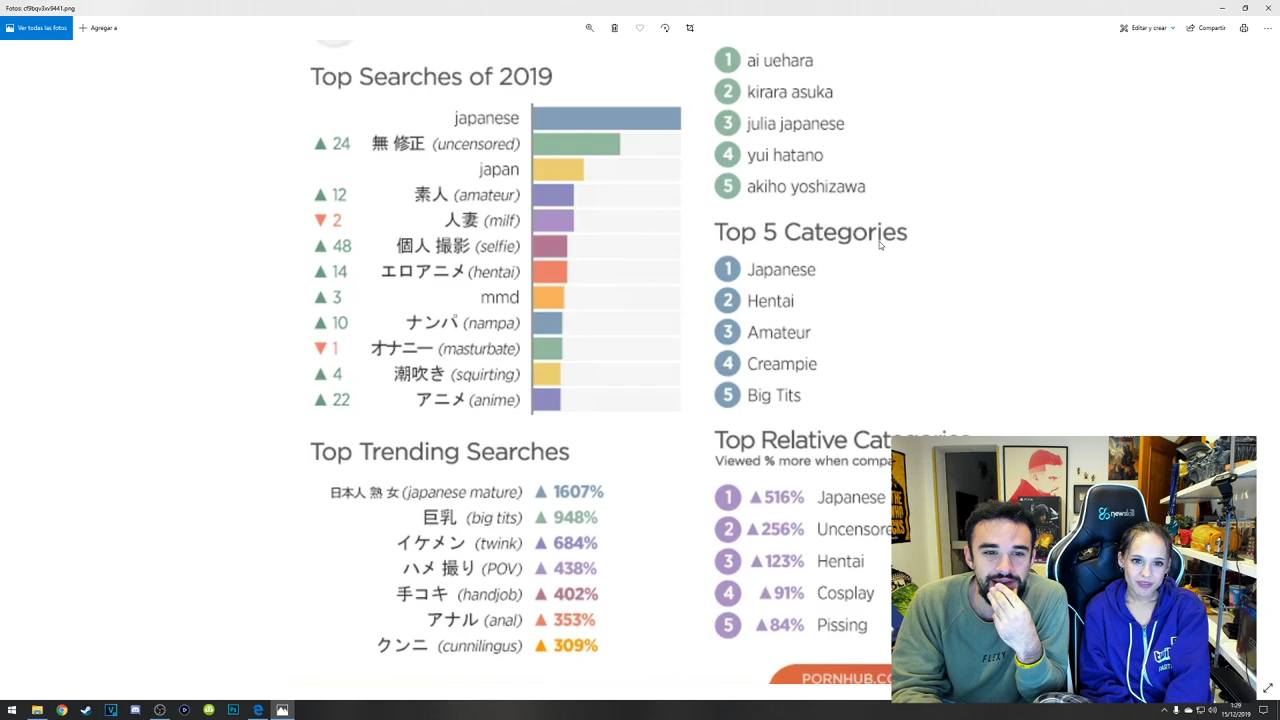 Fotos: cf9bqv3xv9441.png
Ver todas las fotos
Agregar a
Editar y crear
Compartir
Top Searches of 2019
japanese
▲ 24 無 修正 (uncensored)
japan
▲ 12 素人 (amateur)
▼ 2 人妻 (milf)
▲ 48 個人 撮影 (selfie)
▲ 14 エロアニメ (hentai)
▲ 3 mmd
▲ 10 ナンパ (nampa)
▼ 1 オナニー (masturbate)
▲ 4 潮吹き (squirting)
▲ 22 アニメ (anime)
Top Trending Searches
日本人 熟 女 (japanese mature) ▲ 1607%
巨乳 (big tits) ▲ 948%
イケメン (twink) ▲ 684%
ハメ 撮り (POV) ▲ 438%
手コキ (handjob) ▲ 402%
アナル (anal) ▲ 353%
クンニ (cunnilingus) ▲ 309%
1 ai uehara
2 kirara asuka
3 julia japanese
4 yui hatano
5 akiho yoshizawa
Top 5 Categories
1 Japanese
2 Hentai
3 Amateur
4 Creampie
5 Big Tits
Top Relative
Viewed % more when
1 ▲ 516% Japanese
2 ▲ 256%
3 ▲ 123% Hentai
4 ▲ 91% Cosplay
5 ▲ 84% Pissing
newskill
FLEXY
1:29
15/12/2019